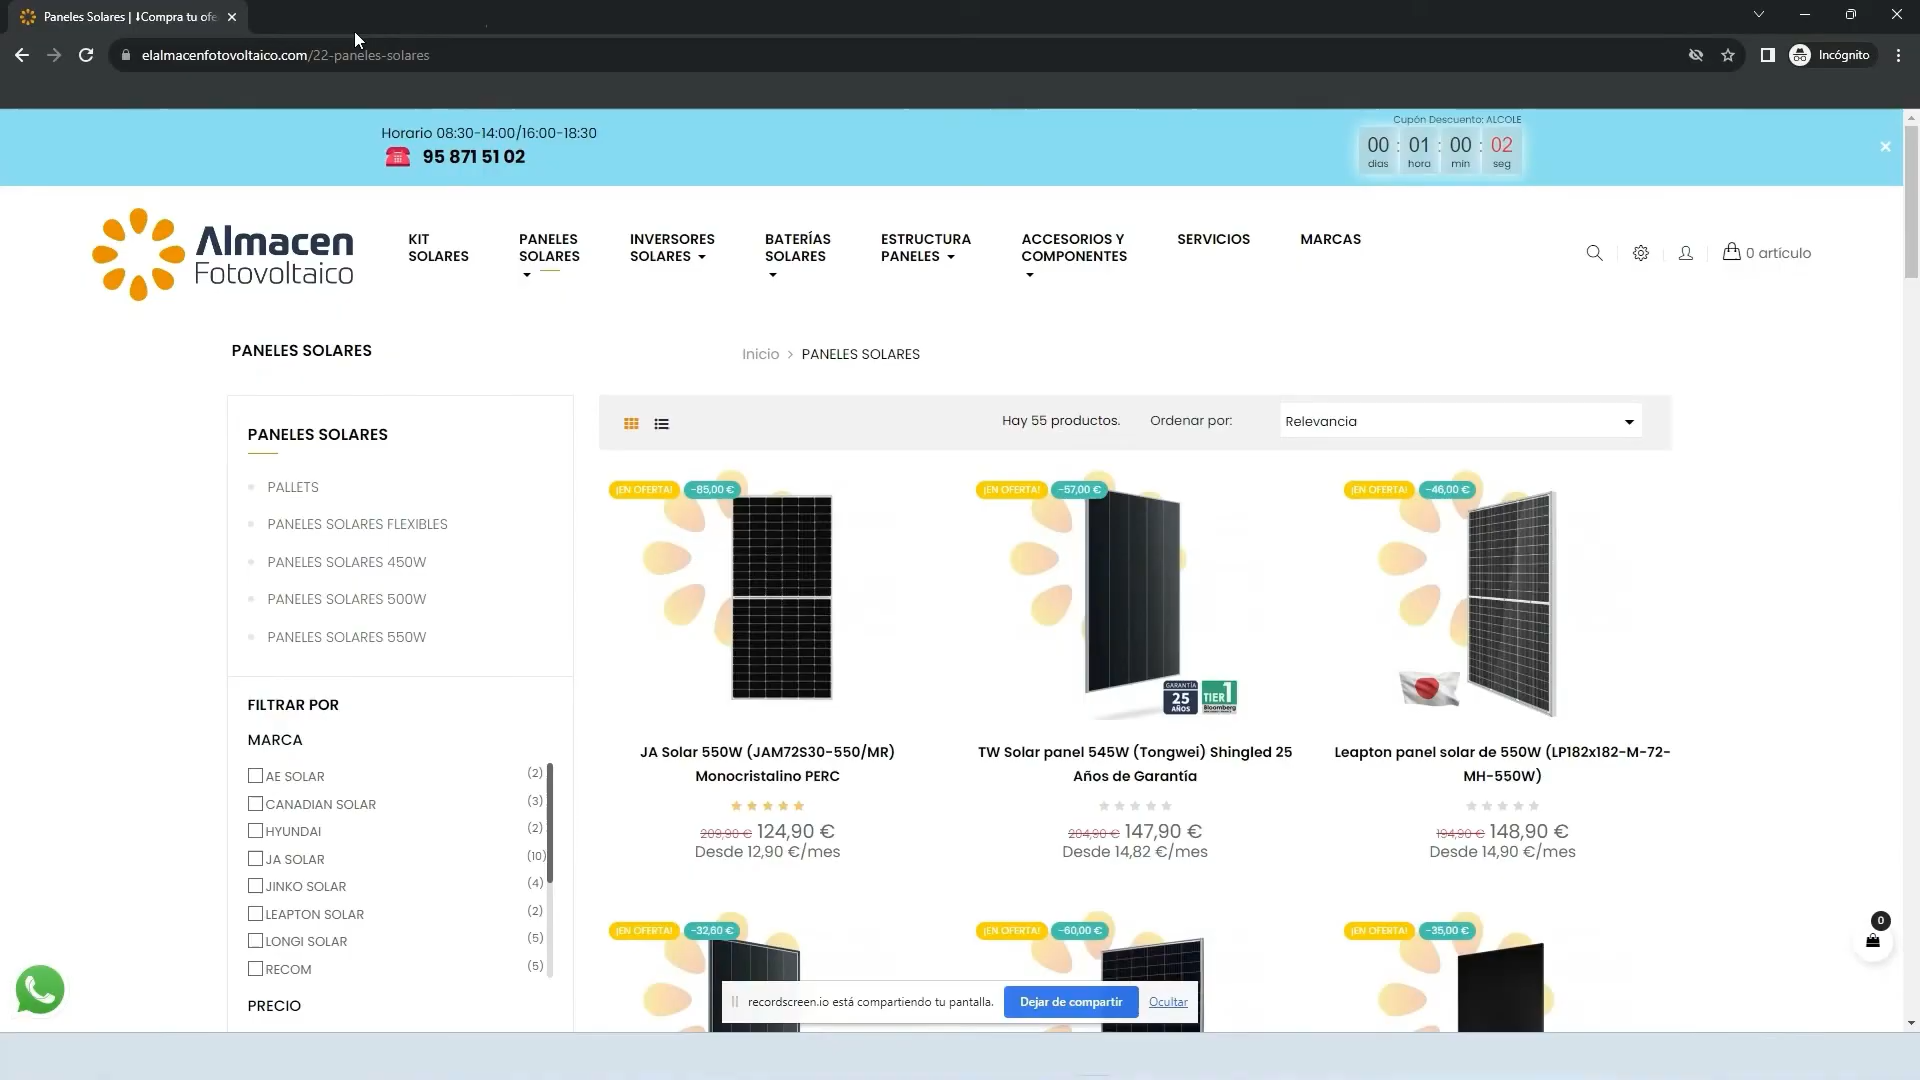 Paneles Solares | ⬇Compra tu ofe
elalmacenfotovoltaico.com/22-paneles-solares
Incógnito
Horario 08:30-14:00/16:00-18:30
95 871 51 02
Cupón Descuento: ALCOLE
00 : 01 : 00 : 02
dias hora min seg
Almacen
Fotovoltaico
KIT
SOLARES
PANELES
SOLARES
INVERSORES
SOLARES
BATERÍAS
SOLARES
ESTRUCTURA
PANELES
ACCESORIOS Y
COMPONENTES
SERVICIOS
MARCAS
0 artículo
PANELES SOLARES
Inicio > PANELES SOLARES
PANELES SOLARES
PALLETS
PANELES SOLARES FLEXIBLES
PANELES SOLARES 450W
PANELES SOLARES 500W
PANELES SOLARES 550W
FILTRAR POR
MARCA
AE SOLAR (2)
CANADIAN SOLAR (3)
HYUNDAI (2)
JA SOLAR (10)
JINKO SOLAR (4)
LEAPTON SOLAR (2)
LONGI SOLAR (5)
RECOM (5)
PRECIO
Hay 55 productos.
Ordenar por:
Relevancia
¡EN OFERTA! -85,00 €
JA Solar 550W (JAM72S30-550/MR)
Monocristalino PERC
209,90 € 124,90 €
Desde 12,90 €/mes
¡EN OFERTA! -57,00 €
GARANTÍA
25
AÑOS
TIER 1
Bloomberg
TW Solar panel 545W (Tongwei) Shingled 25
Años de Garantía
204,90 € 147,90 €
Desde 14,82 €/mes
¡EN OFERTA! -46,00 €
Leapton panel solar de 550W (LP182x182-M-72-
MH-550W)
194,90 € 148,90 €
Desde 14,90 €/mes
¡EN OFERTA! -32,60 €
¡EN OFERTA! -60,00 €
¡EN OFERTA! -35,00 €
0
recordscreen.io está compartiendo tu pantalla.
Dejar de compartir
Ocultar